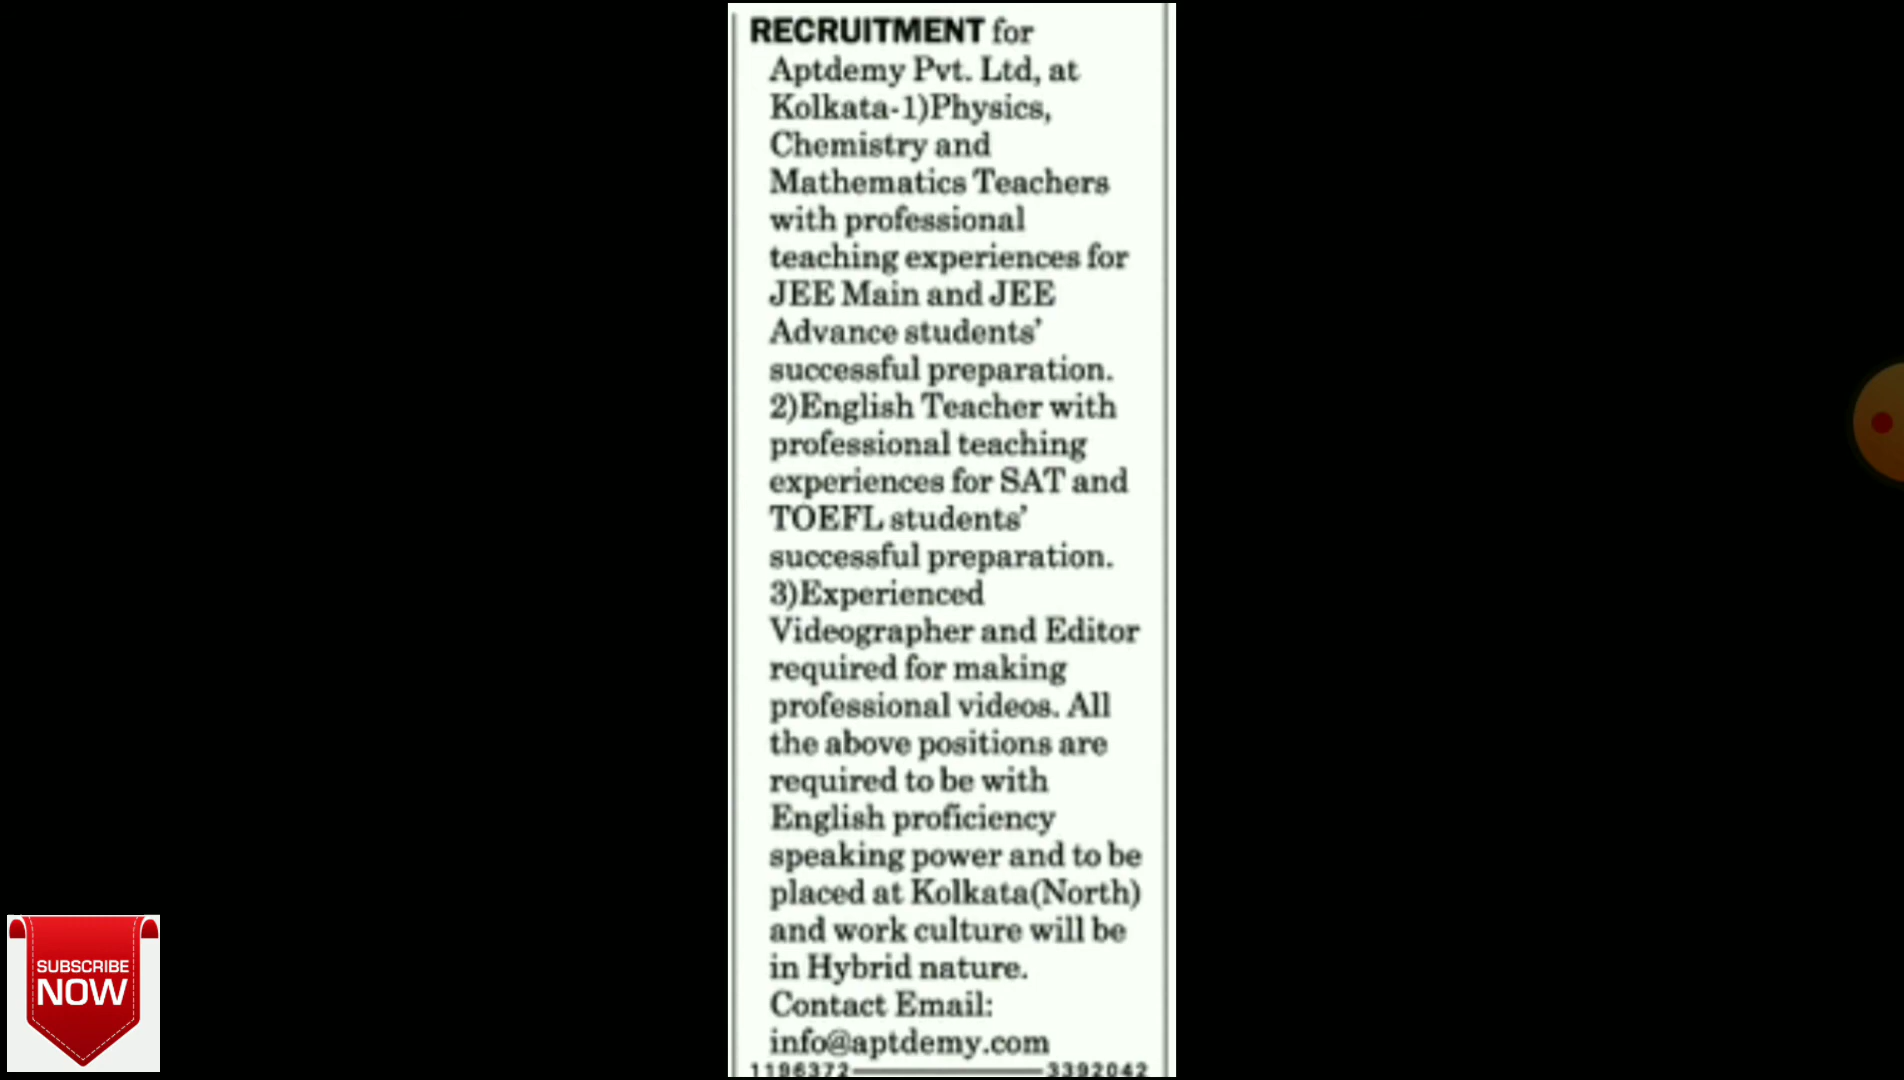 RECRUITMENT for
Aptdemy Pvt. Ltd, at
Kolkata-1)Physics,
Chemistry and
Mathematics Teachers
with professional
teaching experiences for
JEE Main and JEE
Advance students'
successful preparation.
2)English Teacher with
professional teaching
experiences for SAT and
TOEFL students'
successful preparation.
3)Experienced
Videographer and Editor
required for making
professional videos. All
the above positions are
required to be with
English proficiency
speaking power and to be
placed at Kolkata(North)
and work culture will be
in Hybrid nature.
Contact Email:
info@aptdemy.com
1196372 3392042
SUBSCRIBE
NOW